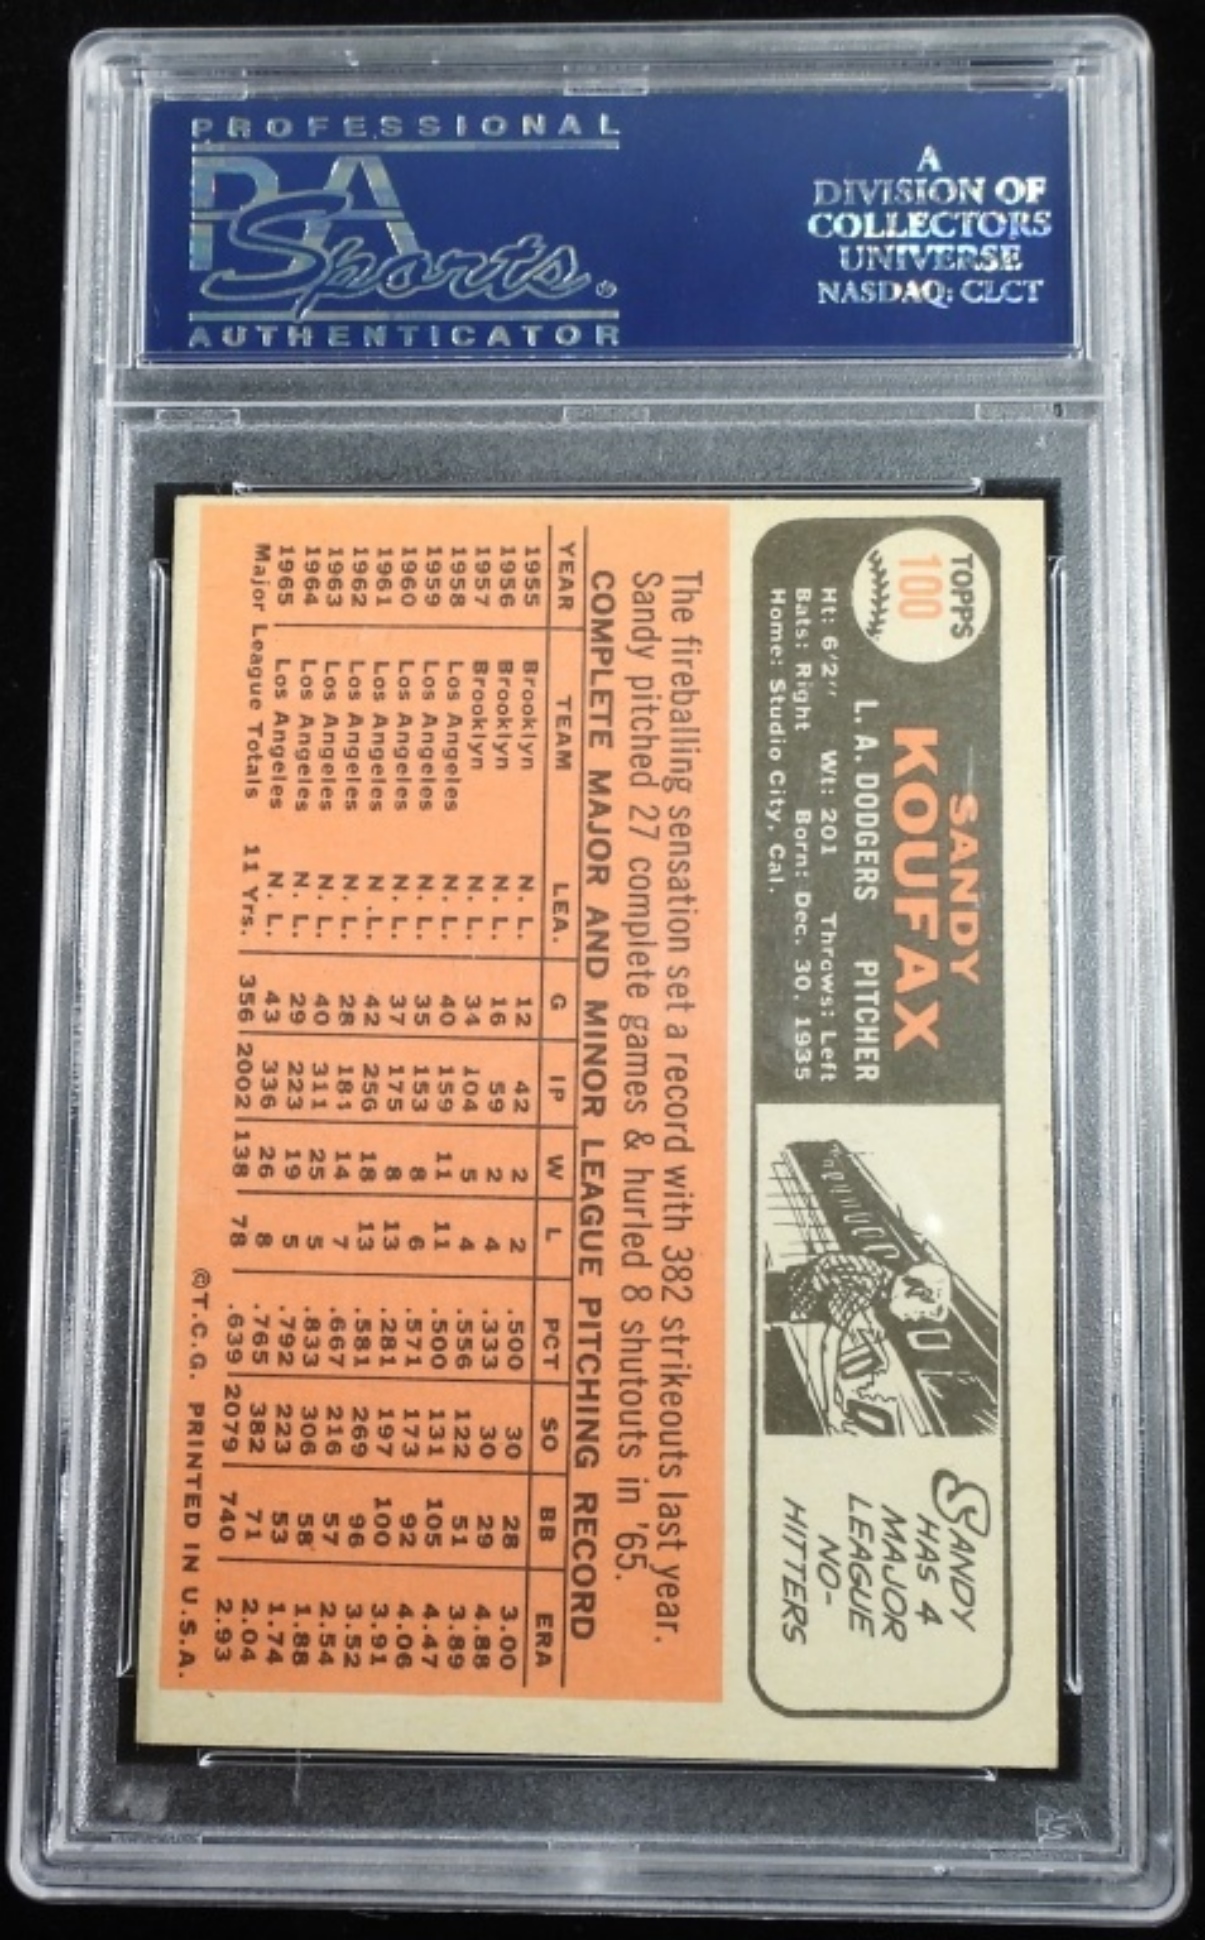 PROFESSIONAL
PSA
Sports
AUTHENTICATOR
A
DIVISION OF
COLLECTORS
UNIVERSE
NASDAQ: CLCT
TOPPS
100
SANDY
KOUFAX
L. A. DODGERS PITCHER
Ht: 6'2" Wt: 201 Throws: Left
Bats: Right Born: Dec. 30, 1935
Home: Studio City, Cal.
SANDY
HAS 4
MAJOR
LEAGUE
NO-
HITTERS
The fireballing sensation set a record with 382 strikeouts last year.
Sandy pitched 27 complete games & hurled 8 shutouts in '65.
COMPLETE MAJOR AND MINOR LEAGUE PITCHING RECORD
YEAR TEAM LEA. G IP W L PCT SO BB ERA
1955 Brooklyn N. L. 12 42 2 2 .500 30 28 3.00
1956 Brooklyn N. L. 16 59 2 4 .333 30 29 4.88
1957 Brooklyn N. L. 34 104 5 4 .556 122 51 3.89
1958 Los Angeles N. L. 40 159 11 11 .500 131 105 4.47
1959 Los Angeles N. L. 35 153 8 6 .571 173 92 4.06
1960 Los Angeles N. L. 37 175 8 13 .281 197 100 3.91
1961 Los Angeles N. L. 42 256 18 13 .581 269 96 3.52
1962 Los Angeles N. L. 28 181 14 7 .667 216 57 2.54
1963 Los Angeles N. L. 40 311 25 5 .833 306 58 1.88
1964 Los Angeles N. L. 29 223 19 5 .792 223 53 1.74
1965 Los Angeles N. L. 43 336 26 8 .765 382 71 2.04
Major League Totals 11 Yrs. 356 2002 138 78 .639 2079 740 2.93
©T.C.G. PRINTED IN U.S.A.